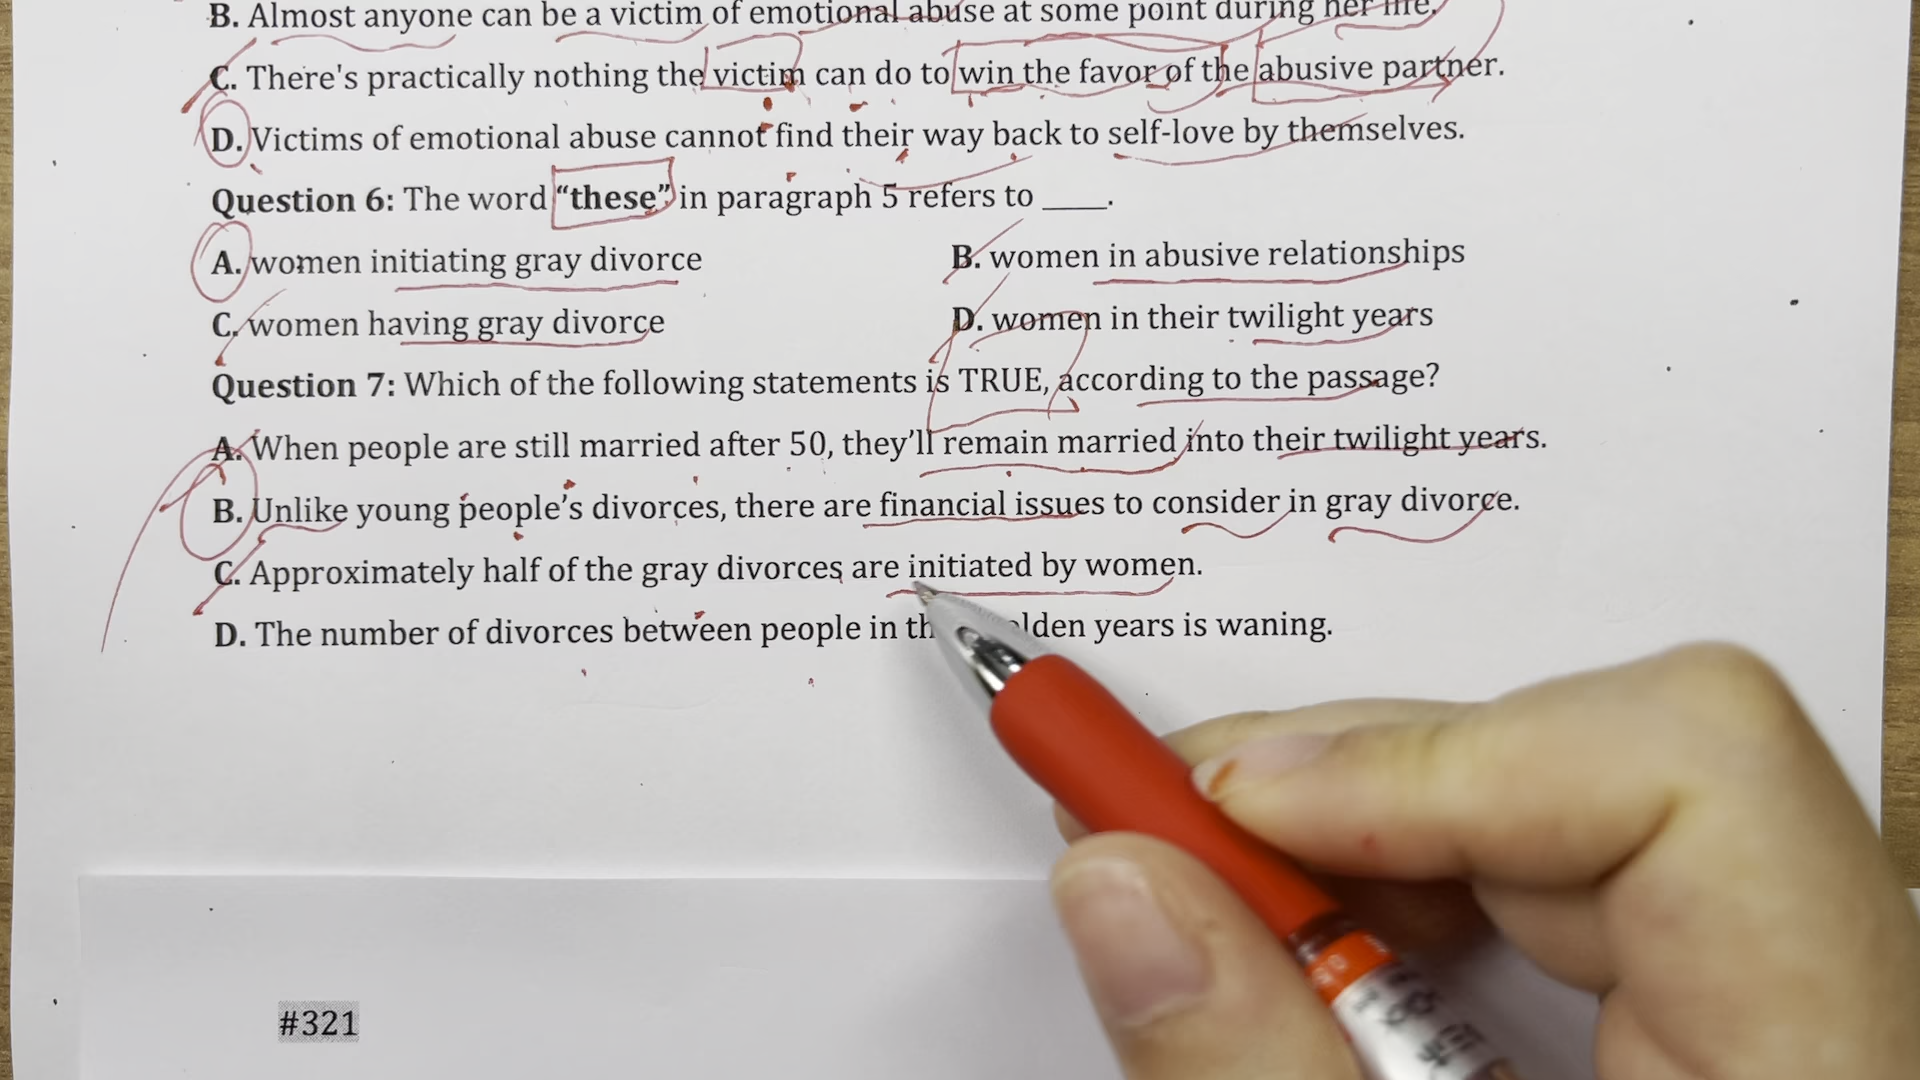 B. Almost anyone can be a victim of emotional abuse at some point during her life.
C. There's practically nothing the victim can do to win the favor of the abusive partner.
D. Victims of emotional abuse cannot find their way back to self-love by themselves.
Question 6: The word “these” in paragraph 5 refers to ____.
A. women initiating gray divorce B. women in abusive relationships
C. women having gray divorce D. women in their twilight years
Question 7: Which of the following statements is TRUE, according to the passage?
A. When people are still married after 50, they’ll remain married into their twilight years.
B. Unlike young people’s divorces, there are financial issues to consider in gray divorce.
C. Approximately half of the gray divorces are initiated by women.
D. The number of divorces between people in years is waning.
#321